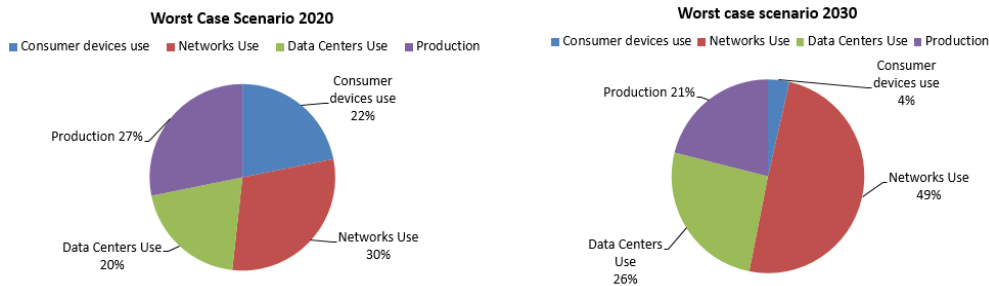 Worst Case Scenario 2020
Consumer devices use Networks Use Data Centers Use Production
Consumer
devices use
22%
Production 27%
Networks Use
30%
Data Centers Use
20%
Worst case scenario 2030
Consumer devices use Networks Use Data Centers Use Production
Consumer
devices use
4%
Production 21%
Networks Use
49%
Data Centers
Use
26%